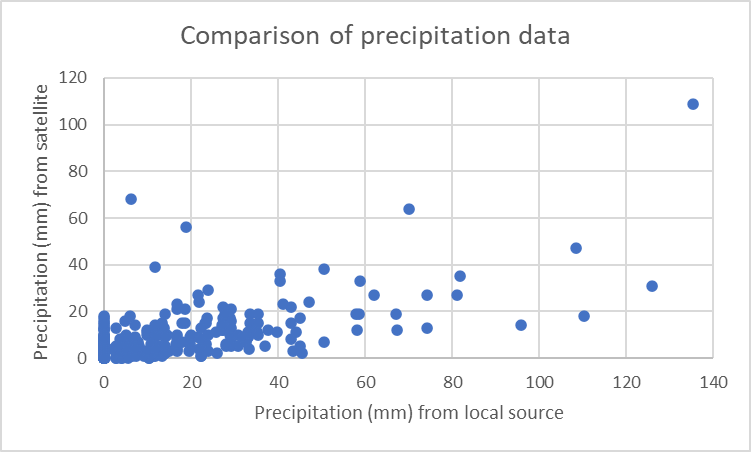 Comparison of precipitation data
Precipitation (mm) from satellite
120
100
80
60
40
20
0
0 20 40 60 80 100 120 140
Precipitation (mm) from local source